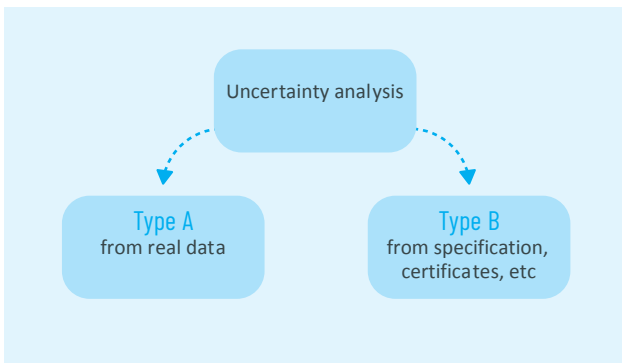 Uncertainty analysis
Type A
from real data
Type B
from specification,
certificates, etc